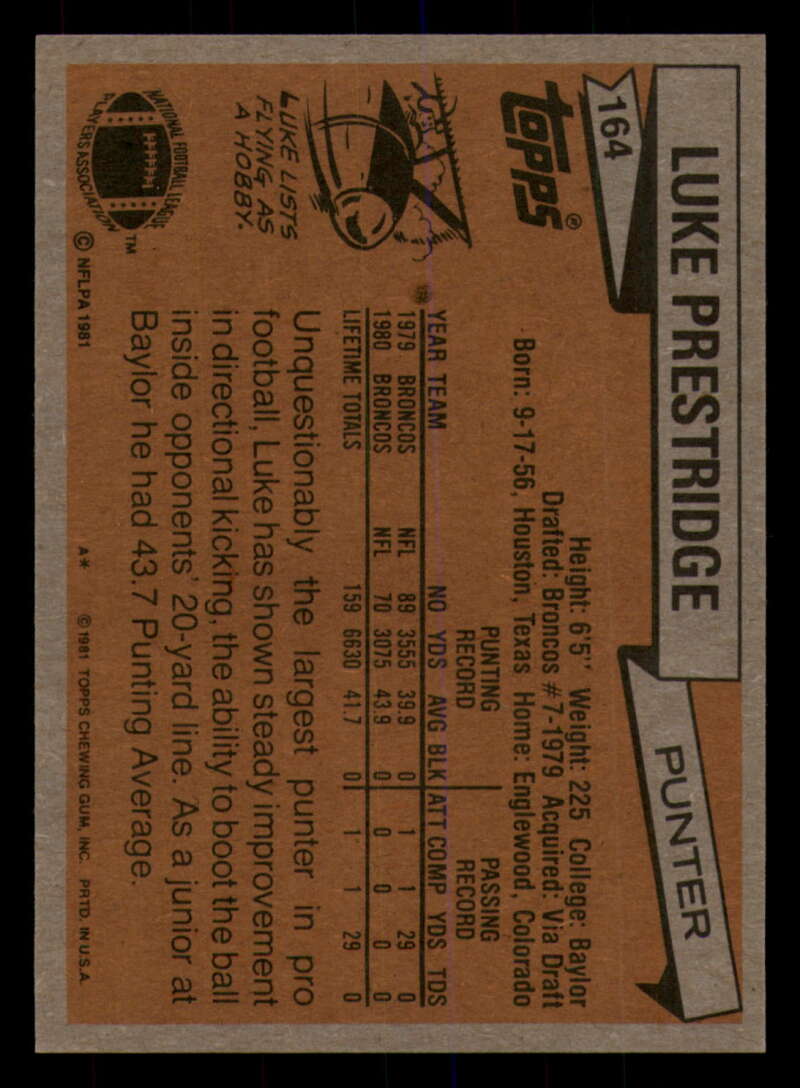 164
LUKE PRESTRIDGE
PUNTER
TOPPS®
Height: 6'5" Weight: 225 College: Baylor
Drafted: Broncos #7-1979 Acquired: Via Draft
Born: 9-17-56, Houston, Texas Home: Englewood, Colorado
PUNTING RECORD PASSING RECORD
YEAR TEAM NO YDS AVG BLK ATT COMP YDS TDS
1979 BRONCOS NFL 89 3555 39.9 0 1 1 29 0
1980 BRONCOS NFL 70 3075 43.9 0 0 0 0 0
LIFETIME TOTALS 159 6630 41.7 0 1 1 29 0
LUKE LISTS
FLYING AS
A HOBBY.
Unquestionably the largest punter in pro
football, Luke has shown steady improvement
in directional kicking, the ability to boot the ball
inside opponents' 20-yard line. As a junior at
Baylor he had 43.7 Punting Average.
NATIONAL FOOTBALL LEAGUE
PLAYERS ASSOCIATION
TM
© NFLPA 1981
A* © 1981 TOPPS CHEWING GUM, INC. PRTD. IN U.S.A.